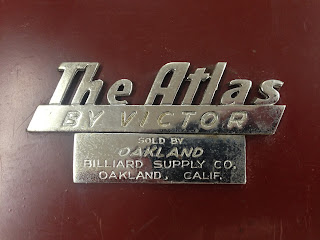 The Atlas
BY VICTOR
SOLD BY
OAKLAND
BILLIARD SUPPLY CO.
OAKLAND, CALIF.